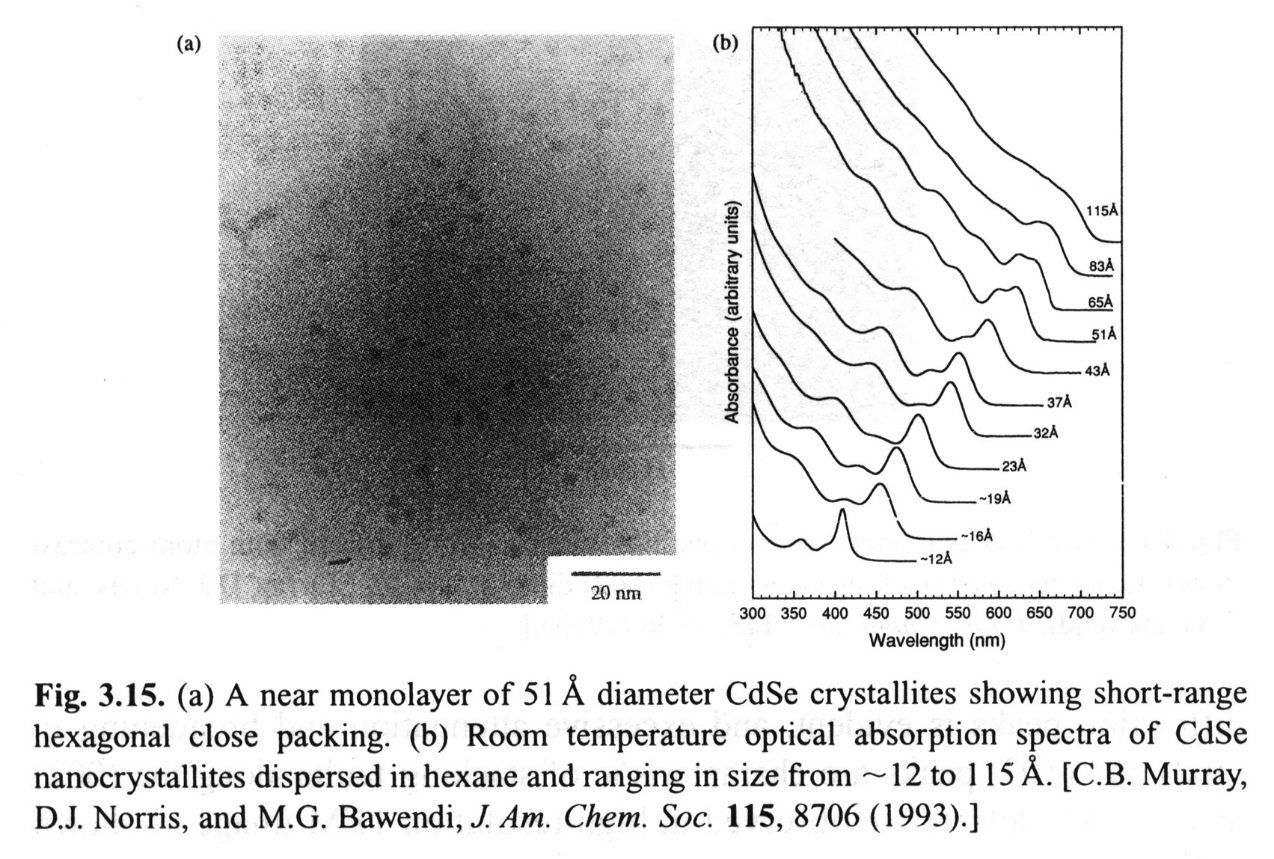 (a)
20 nm
(b)
Absorbance (arbitrary units)
115Å
83Å
65Å
51Å
43Å
37Å
32Å
23Å
~19Å
~16Å
~12Å
300 350 400 450 500 550 600 650 700 750
Wavelength (nm)
Fig. 3.15. (a) A near monolayer of 51 Å diameter CdSe crystallites showing short-range
hexagonal close packing. (b) Room temperature optical absorption spectra of CdSe
nanocrystallites dispersed in hexane and ranging in size from ~12 to 115 Å. [C.B. Murray,
D.J. Norris, and M.G. Bawendi, J. Am. Chem. Soc. 115, 8706 (1993).]